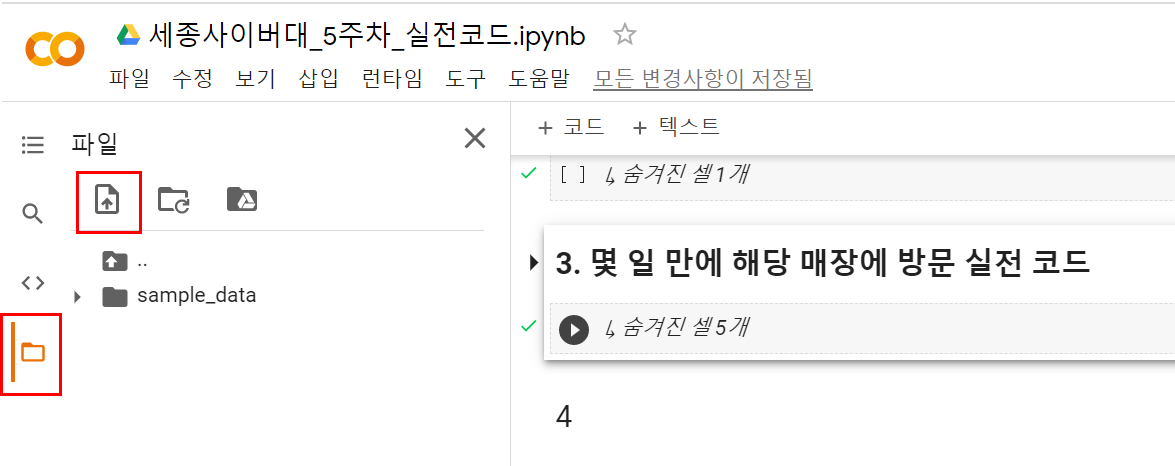 세종사이버대_5주차_실전코드.ipynb
파일 수정 보기 삽입 런타임 도구 도움말 모든 변경사항이 저장됨
파일
..
sample_data
+ 코드 + 텍스트
[ ] ↳ 숨겨진 셀 1개
3. 몇 일 만에 해당 매장에 방문 실전 코드
↳ 숨겨진 셀 5개
4